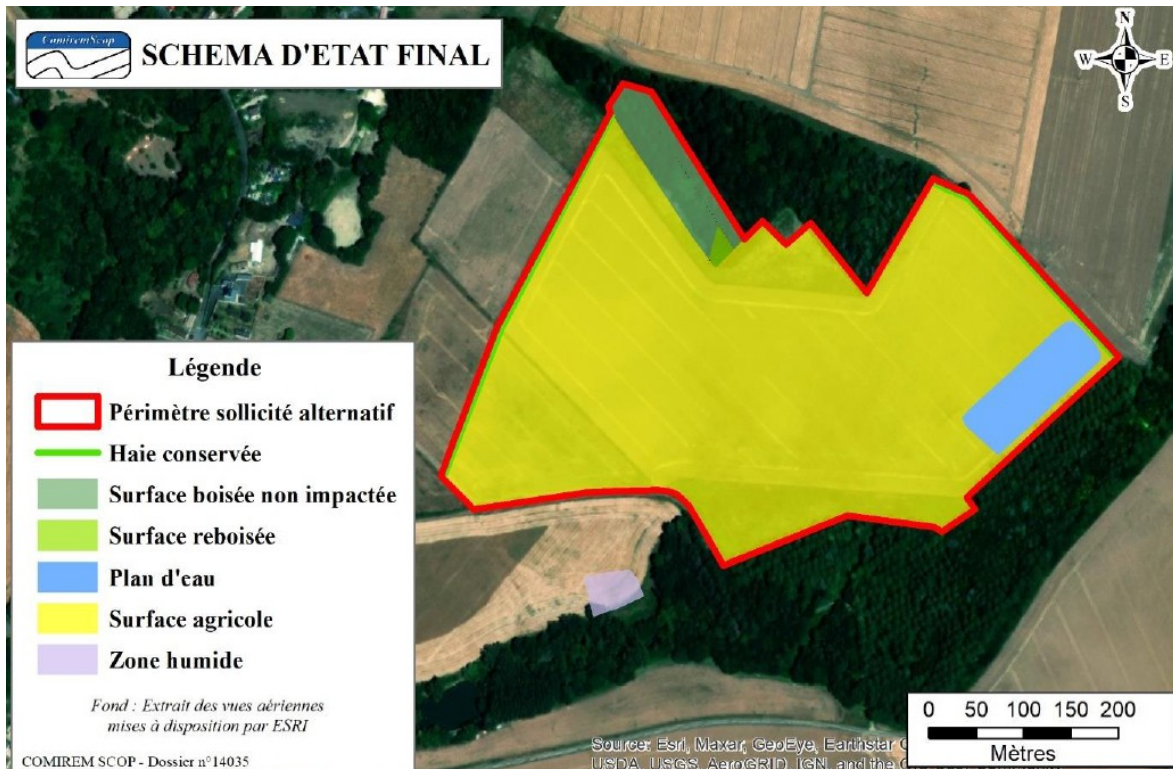 ComiremScop
SCHEMA D'ETAT FINAL
N
W E
S
Légende
Périmètre sollicité alternatif
Haie conservée
Surface boisée non impactée
Surface reboisée
Plan d'eau
Surface agricole
Zone humide
Fond : Extrait des vues aériennes
mises à disposition par ESRI
COMIREM SCOP - Dossier n°14035
0 50 100 150 200
Mètres
Source: Esri, Maxar, GeoEye, Earthstar
USDA, USGS, AeroGRID, IGN, and the